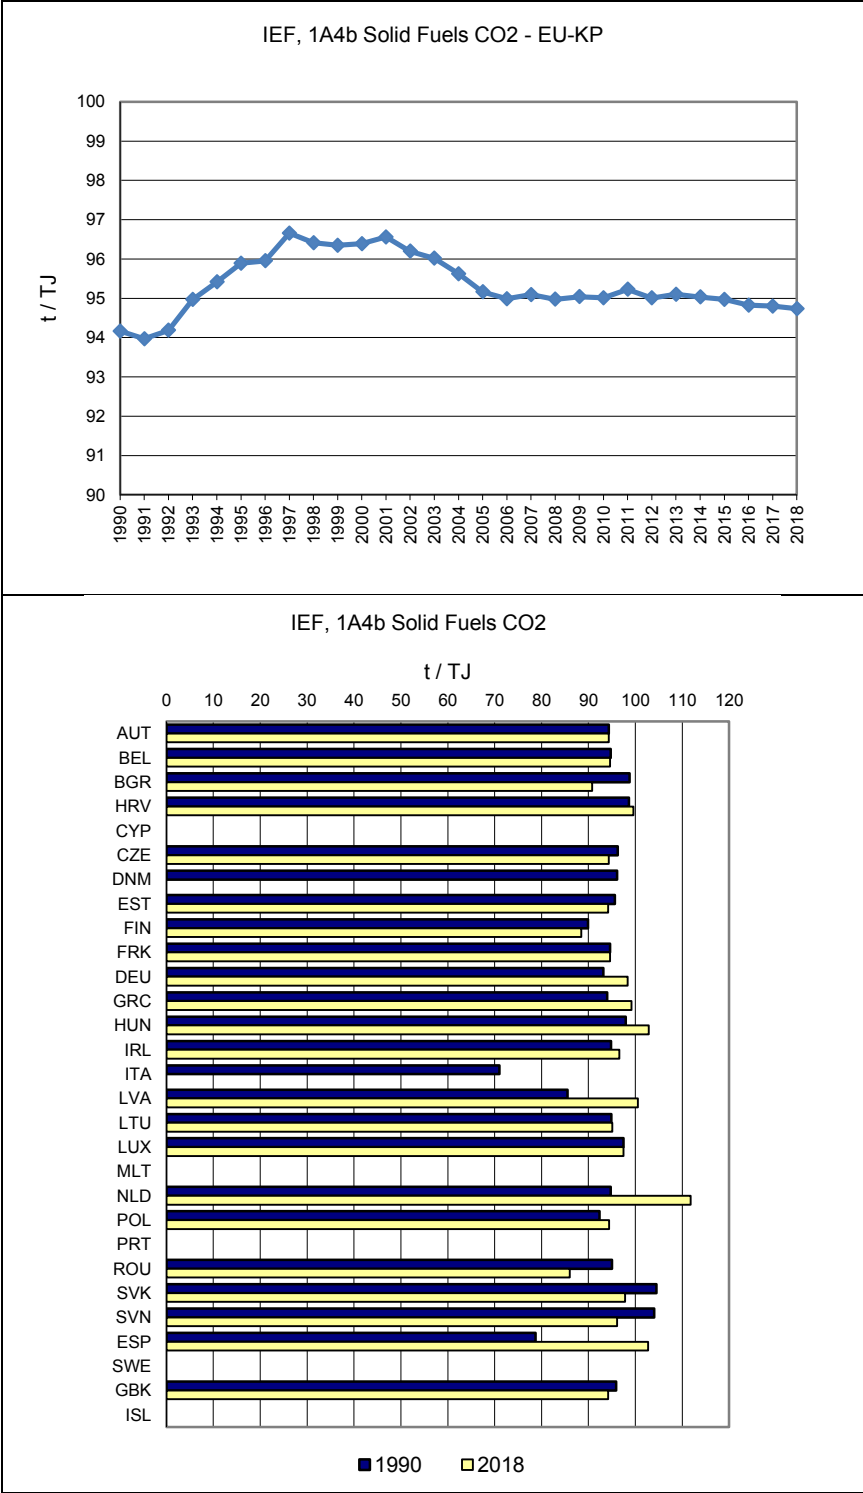 IEF, 1A4b Solid Fuels CO2 - EU-KP
100
99
98
97
96
95
94
93
92
91
90
t / TJ
1990 1991 1992 1993 1994 1995 1996 1997 1998 1999 2000 2001 2002 2003 2004 2005 2006 2007 2008 2009 2010 2011 2012 2013 2014 2015 2016 2017 2018
IEF, 1A4b Solid Fuels CO2
t / TJ
0 10 20 30 40 50 60 70 80 90 100 110 120
AUT
BEL
BGR
HRV
CYP
CZE
DNM
EST
FIN
FRK
DEU
GRC
HUN
IRL
ITA
LVA
LTU
LUX
MLT
NLD
POL
PRT
ROU
SVK
SVN
ESP
SWE
GBK
ISL
1990 2018